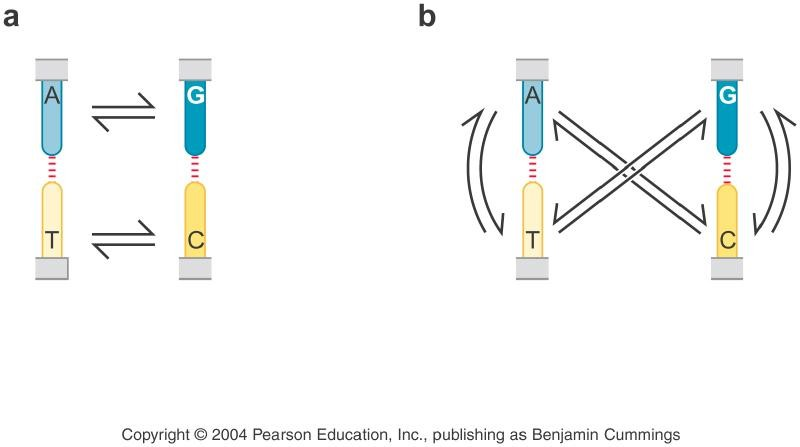 a
b
A
G
A
G
T
C
T
C
Copyright © 2004 Pearson Education, Inc., publishing as Benjamin Cummings